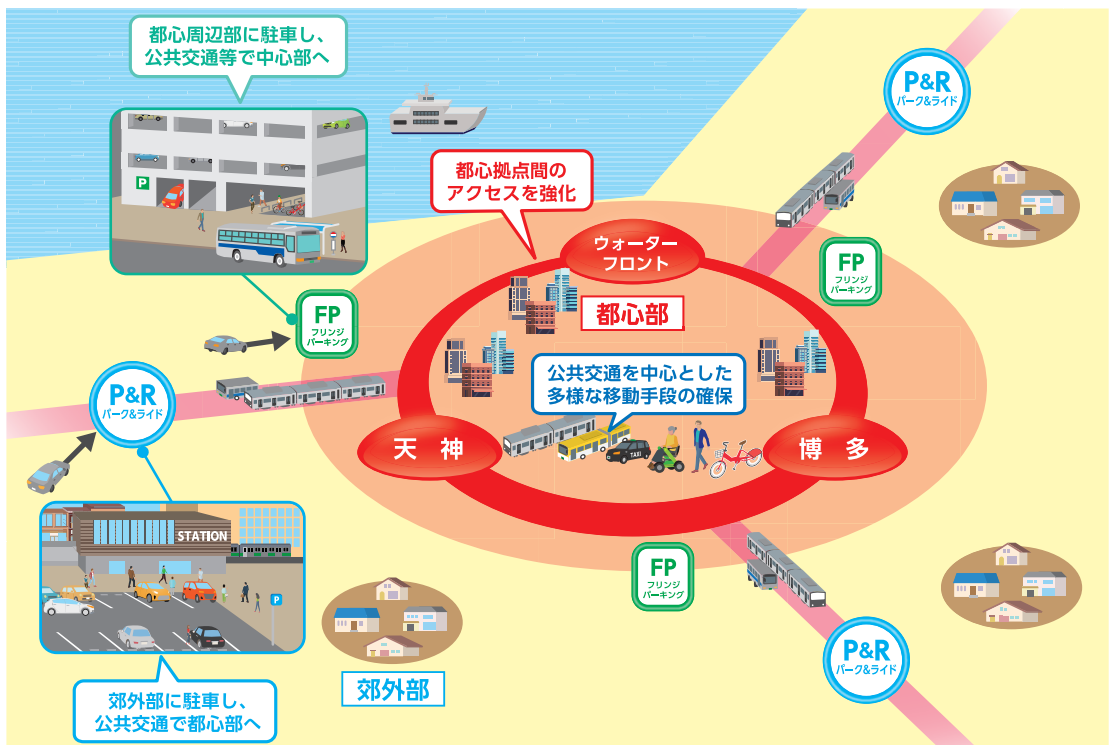 都心周辺部に駐車し、
公共交通等で中心部へ
P
P&R
パーク&ライド
都心拠点間の
アクセスを強化
ウォーター
フロント
FP
フリンジ
パーキング
都心部
FP
フリンジ
パーキング
公共交通を中心とした
多様な移動手段の確保
P&R
パーク&ライド
天神
TAXI
博多
STATION
P
FP
フリンジ
パーキング
P&R
パーク&ライド
郊外部
郊外部に駐車し、
公共交通で都心部へ